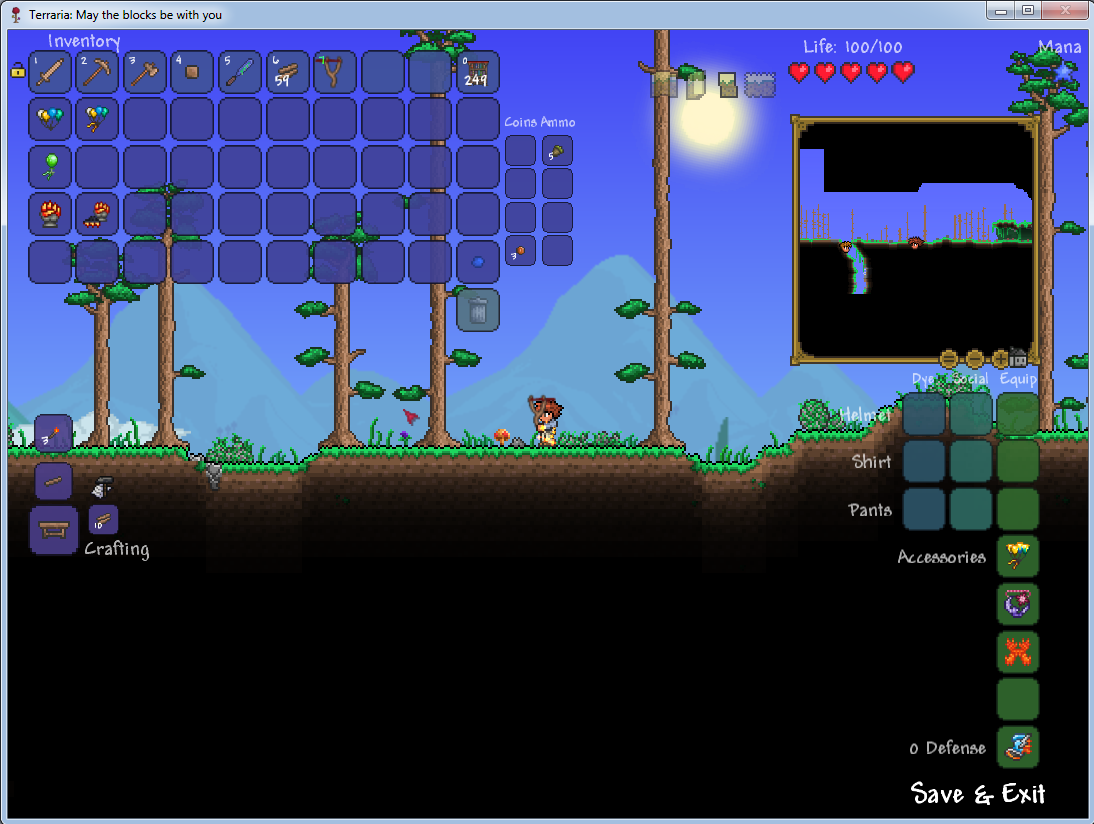 Terraria: May the blocks be with you
Inventory
Life: 100/100
Mana
1
2
3
4
5
6
59
7
0
249
Coins Ammo
5
3
Dye Social Equip
Helmet
Shirt
Pants
Accessories
3
10
Crafting
0 Defense
Save & Exit